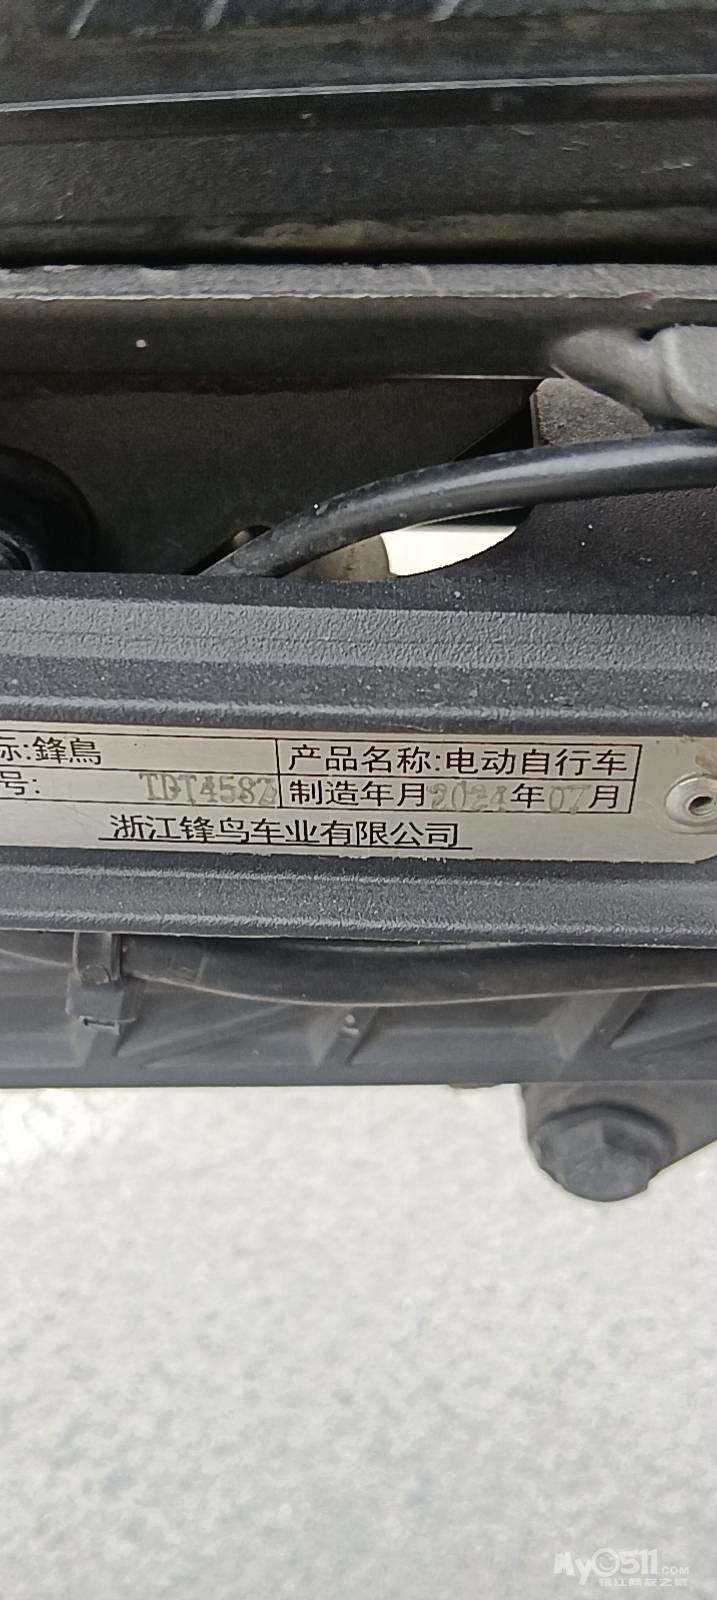 标:鋒鳥 产品名称:电动自行车
号: TDT458Z 制造年月2024年07月
浙江锋鸟车业有限公司
My0511.COM
镇江网友之家